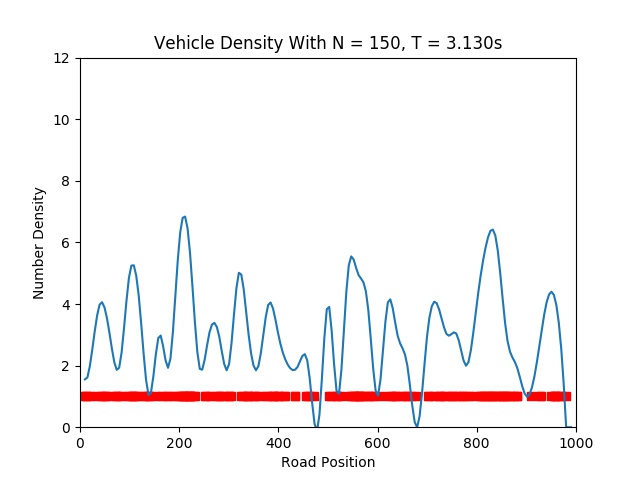 Vehicle Density With N = 150, T = 3.130s
12
10
8
6
4
2
0
Number Density
0 200 400 600 800 1000
Road Position